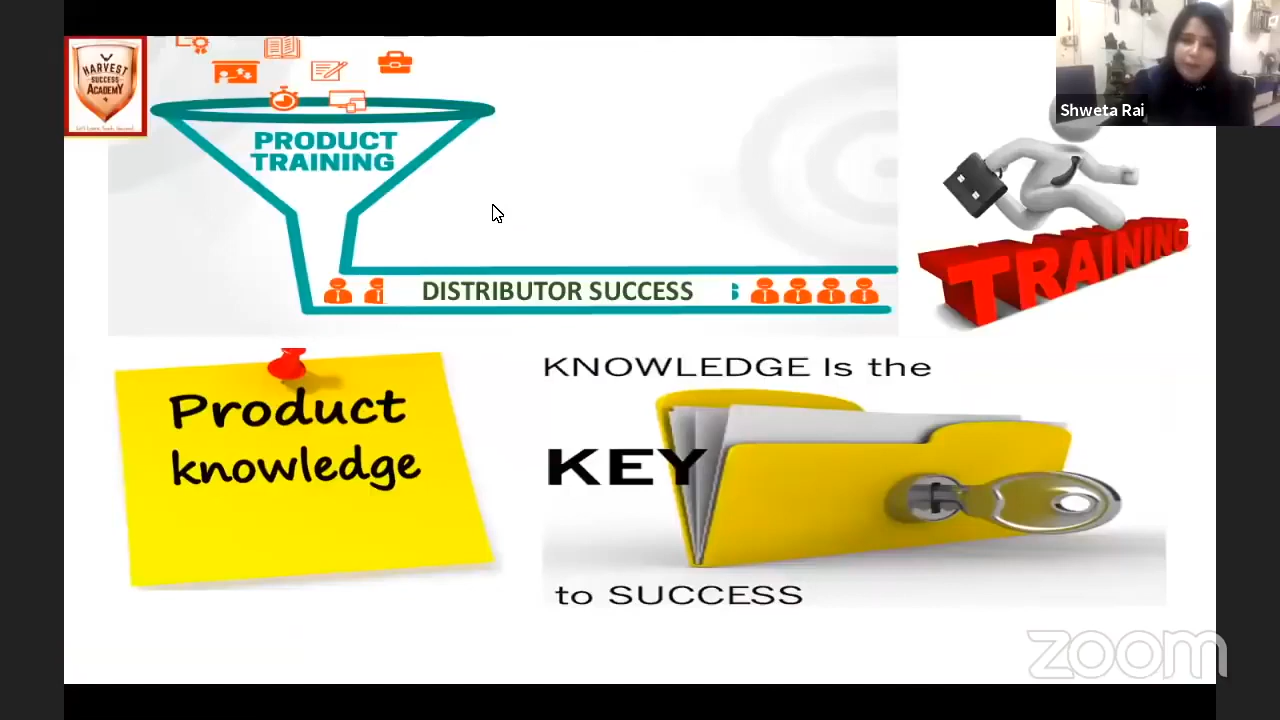 HARVEST
SUCCESS
ACADEMY
PRODUCT
TRAINING
Shweta Rai
TRAINING
DISTRIBUTOR SUCCESS
Product
knowledge
KNOWLEDGE Is the
KEY
to SUCCESS
zoom